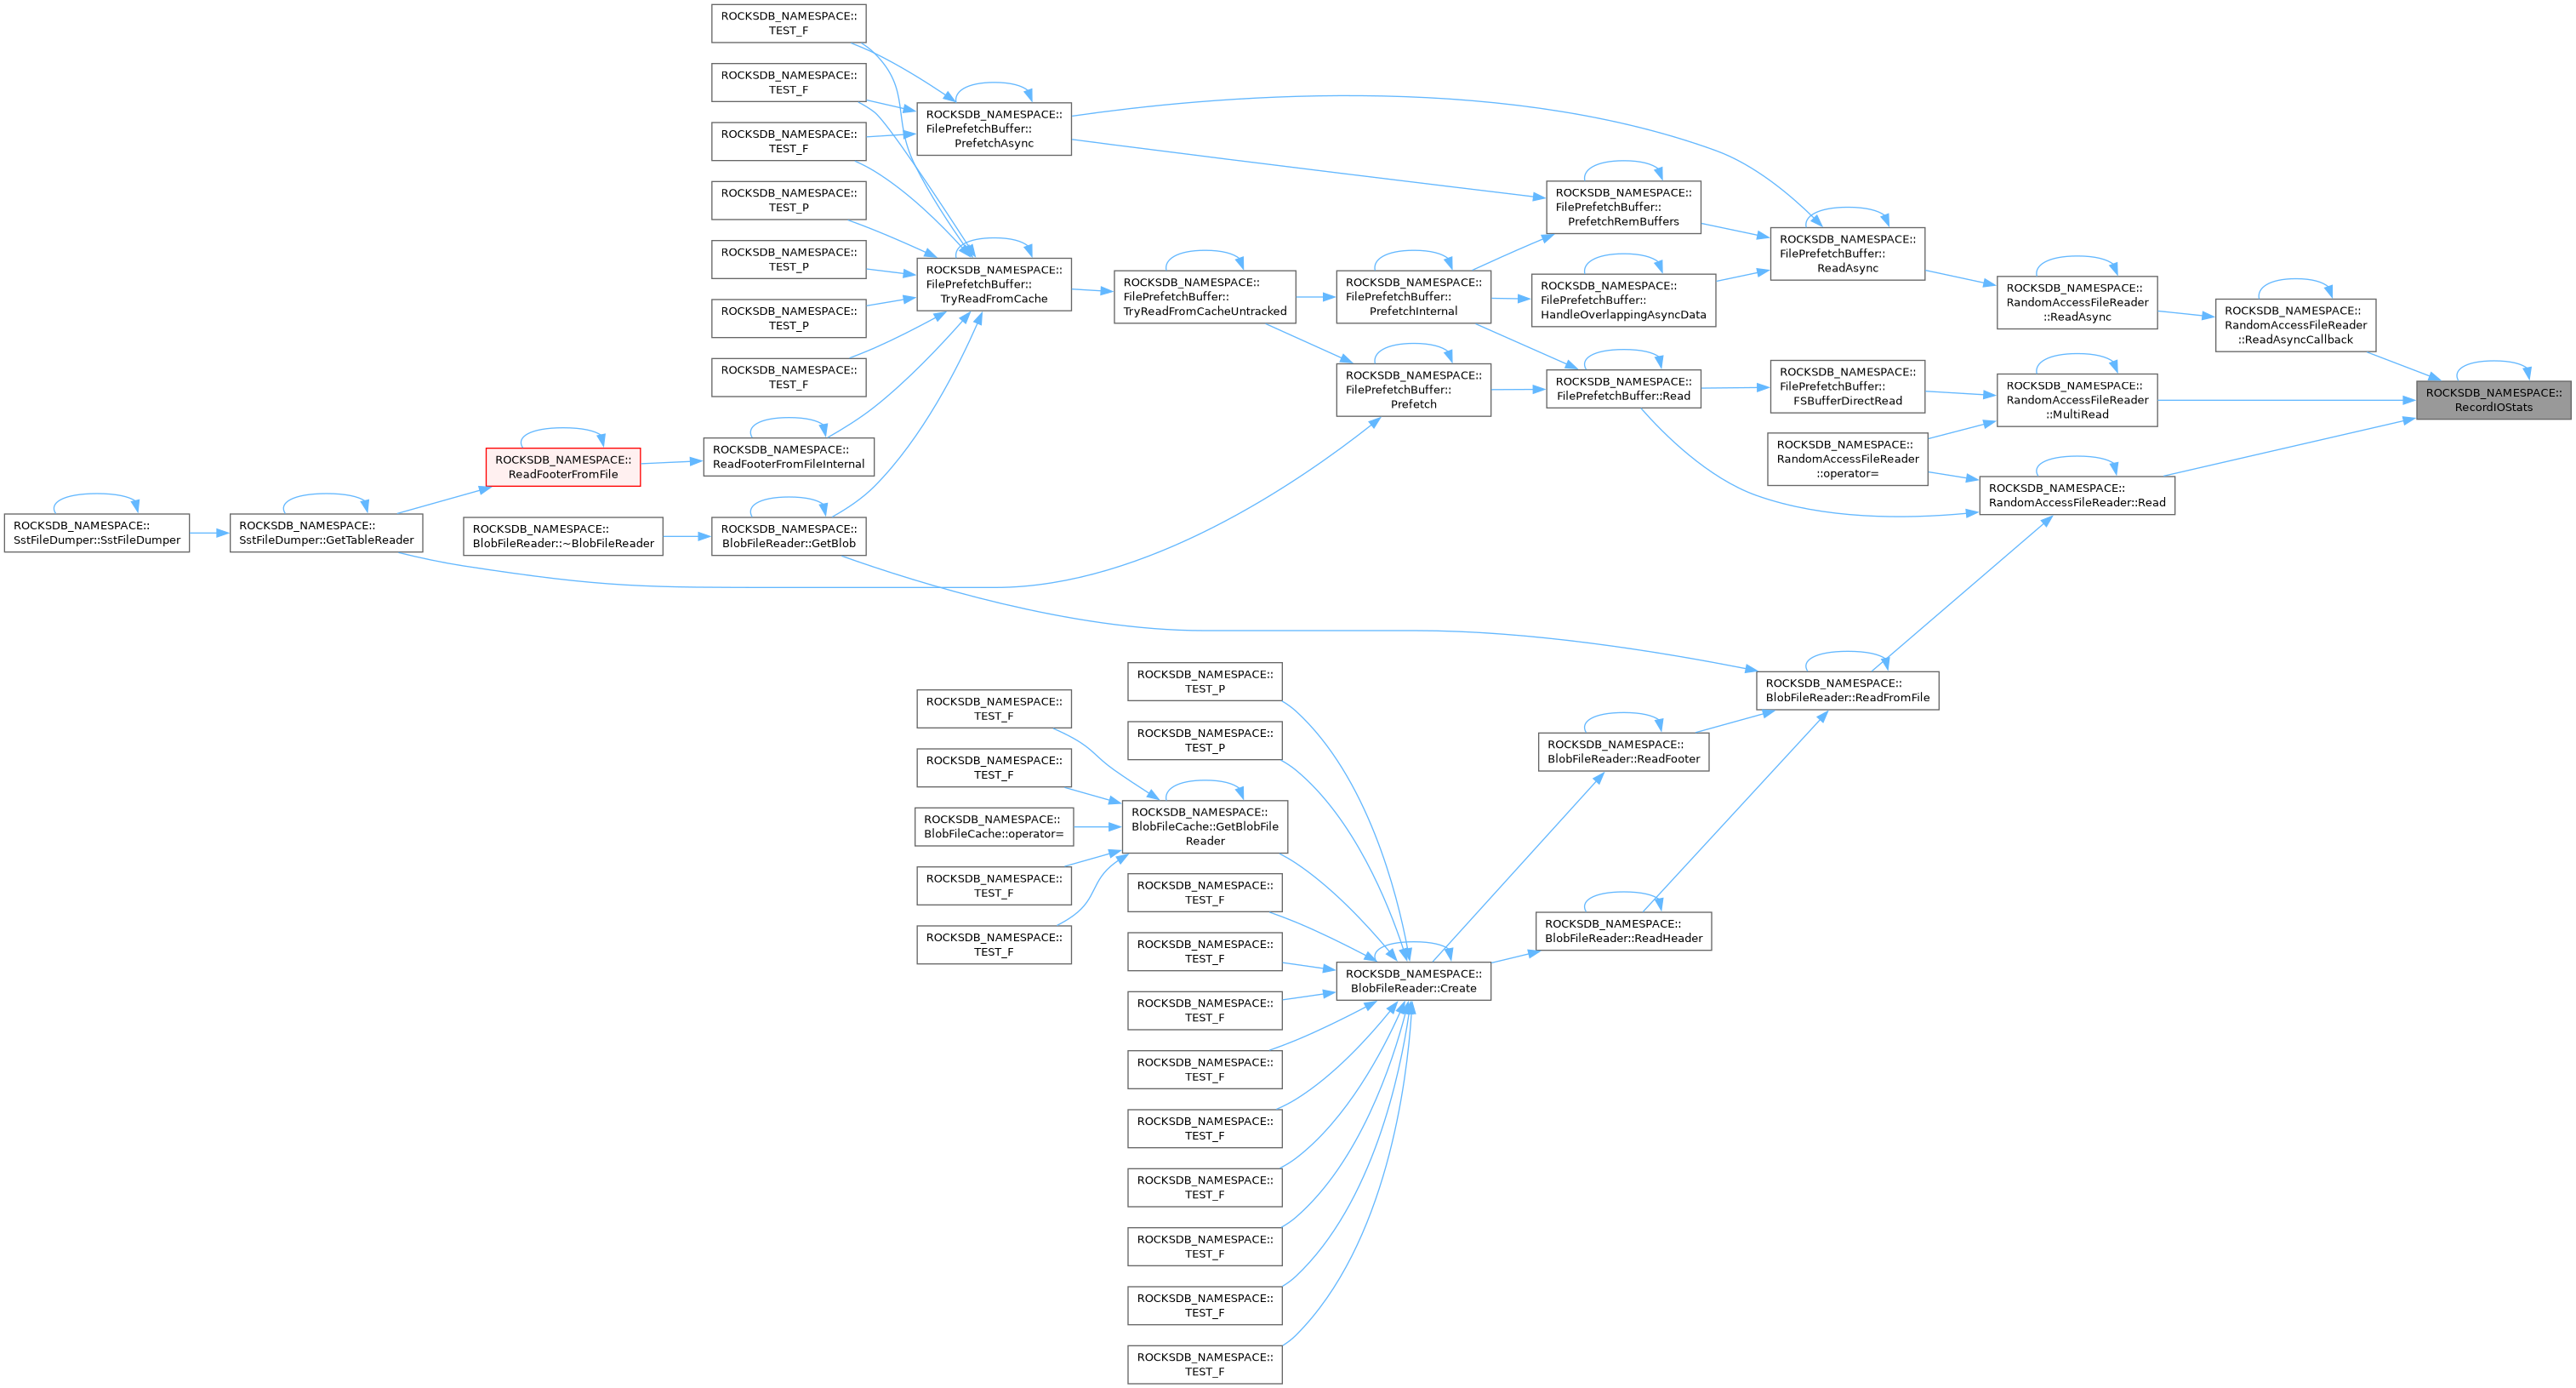 ROCKSDB_NAMESPACE::
TEST_F
ROCKSDB_NAMESPACE::
TEST_F
ROCKSDB_NAMESPACE::
FilePrefetchBuffer::
PrefetchAsync
ROCKSDB_NAMESPACE::
TEST_F
ROCKSDB_NAMESPACE::
TEST_P
ROCKSDB_NAMESPACE::
FilePrefetchBuffer::
PrefetchRemBuffers
ROCKSDB_NAMESPACE::
FilePrefetchBuffer::
ReadAsync
ROCKSDB_NAMESPACE::
TEST_P
ROCKSDB_NAMESPACE::
FilePrefetchBuffer::
TryReadFromCache
ROCKSDB_NAMESPACE::
FilePrefetchBuffer::
TryReadFromCacheUntracked
ROCKSDB_NAMESPACE::
FilePrefetchBuffer::
PrefetchInternal
ROCKSDB_NAMESPACE::
FilePrefetchBuffer::
HandleOverlappingAsyncData
ROCKSDB_NAMESPACE::
RandomAccessFileReader
::ReadAsync
ROCKSDB_NAMESPACE::
RandomAccessFileReader
::ReadAsyncCallback
ROCKSDB_NAMESPACE::
TEST_P
ROCKSDB_NAMESPACE::
TEST_F
ROCKSDB_NAMESPACE::
FilePrefetchBuffer::
Prefetch
ROCKSDB_NAMESPACE::
FilePrefetchBuffer::Read
ROCKSDB_NAMESPACE::
FilePrefetchBuffer::
FSBufferDirectRead
ROCKSDB_NAMESPACE::
RandomAccessFileReader
::MultiRead
ROCKSDB_NAMESPACE::
RecordIOStats
ROCKSDB_NAMESPACE::
RandomAccessFileReader
::operator=
ROCKSDB_NAMESPACE::
ReadFooterFromFileInternal
ROCKSDB_NAMESPACE::
ReadFooterFromFile
ROCKSDB_NAMESPACE::
RandomAccessFileReader::Read
ROCKSDB_NAMESPACE::
SstFileDumper::SstFileDumper
ROCKSDB_NAMESPACE::
SstFileDumper::GetTableReader
ROCKSDB_NAMESPACE::
BlobFileReader::~BlobFileReader
ROCKSDB_NAMESPACE::
BlobFileReader::GetBlob
ROCKSDB_NAMESPACE::
TEST_P
ROCKSDB_NAMESPACE::
BlobFileReader::ReadFromFile
ROCKSDB_NAMESPACE::
TEST_F
ROCKSDB_NAMESPACE::
TEST_P
ROCKSDB_NAMESPACE::
BlobFileReader::ReadFooter
ROCKSDB_NAMESPACE::
TEST_F
ROCKSDB_NAMESPACE::
BlobFileCache::operator=
ROCKSDB_NAMESPACE::
BlobFileCache::GetBlobFile
Reader
ROCKSDB_NAMESPACE::
TEST_F
ROCKSDB_NAMESPACE::
TEST_F
ROCKSDB_NAMESPACE::
TEST_F
ROCKSDB_NAMESPACE::
BlobFileReader::ReadHeader
ROCKSDB_NAMESPACE::
TEST_F
ROCKSDB_NAMESPACE::
BlobFileReader::Create
ROCKSDB_NAMESPACE::
TEST_F
ROCKSDB_NAMESPACE::
TEST_F
ROCKSDB_NAMESPACE::
TEST_F
ROCKSDB_NAMESPACE::
TEST_F
ROCKSDB_NAMESPACE::
TEST_F
ROCKSDB_NAMESPACE::
TEST_F
ROCKSDB_NAMESPACE::
TEST_F